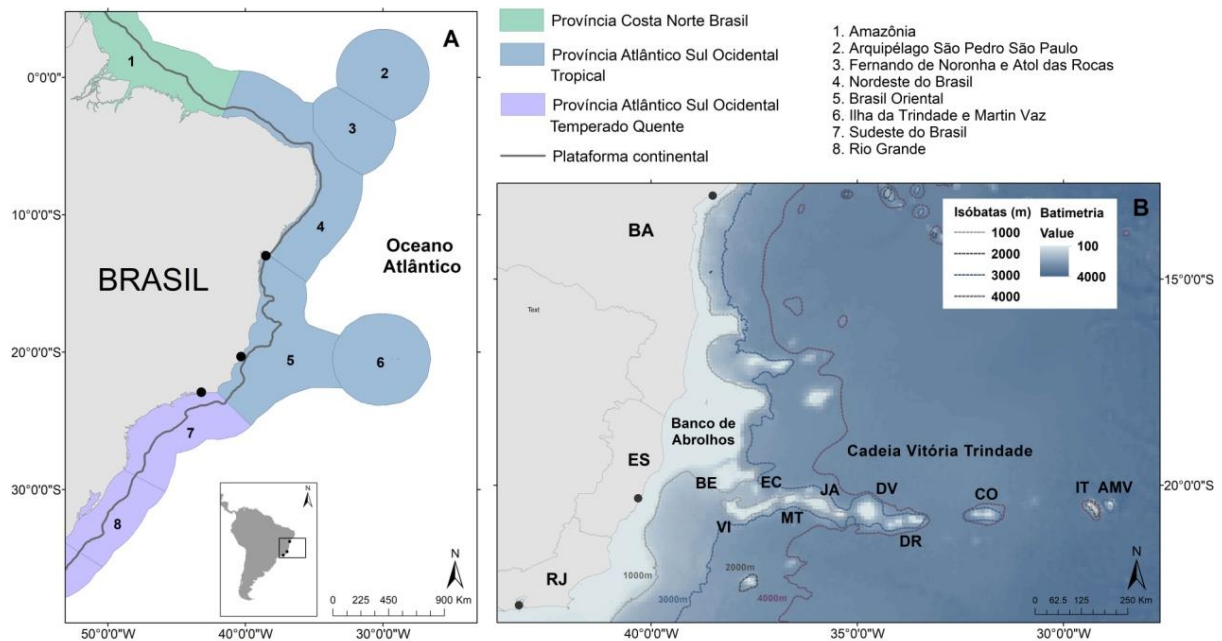 A
0°0'0"
10°0'0"S
20°0'0"S
30°0'0"S
50°0'0"W
40°0'0"W
30°0'0"W
1
2
3
4
5
6
7
8
BRASIL
Oceano
Atlântico
N
0 225 450 900 Km
Província Costa Norte Brasil
Província Atlântico Sul Ocidental
Tropical
Província Atlântico Sul Ocidental
Temperado Quente
Plataforma continental
1. Amazônia
2. Arquipélago São Pedro São Paulo
3. Fernando de Noronha e Atol das Rocas
4. Nordeste do Brasil
5. Brasil Oriental
6. Ilha da Trindade e Martin Vaz
7. Sudeste do Brasil
8. Rio Grande
B
Isóbatas (m)
1000
2000
3000
4000
Batimetria
Value
100
4000
BA
Text
ES
RJ
Banco de
Abrolhos
Cadeia Vitória Trindade
BE
EC
JA
DV
CO
IT
AMV
VI
MT
DR
1000m
2000m
3000m
4000m
15°0'0"S
20°0'0"S
40°0'0"W
35°0'0"W
30°0'0"W
N
0 62.5 125 250 Km